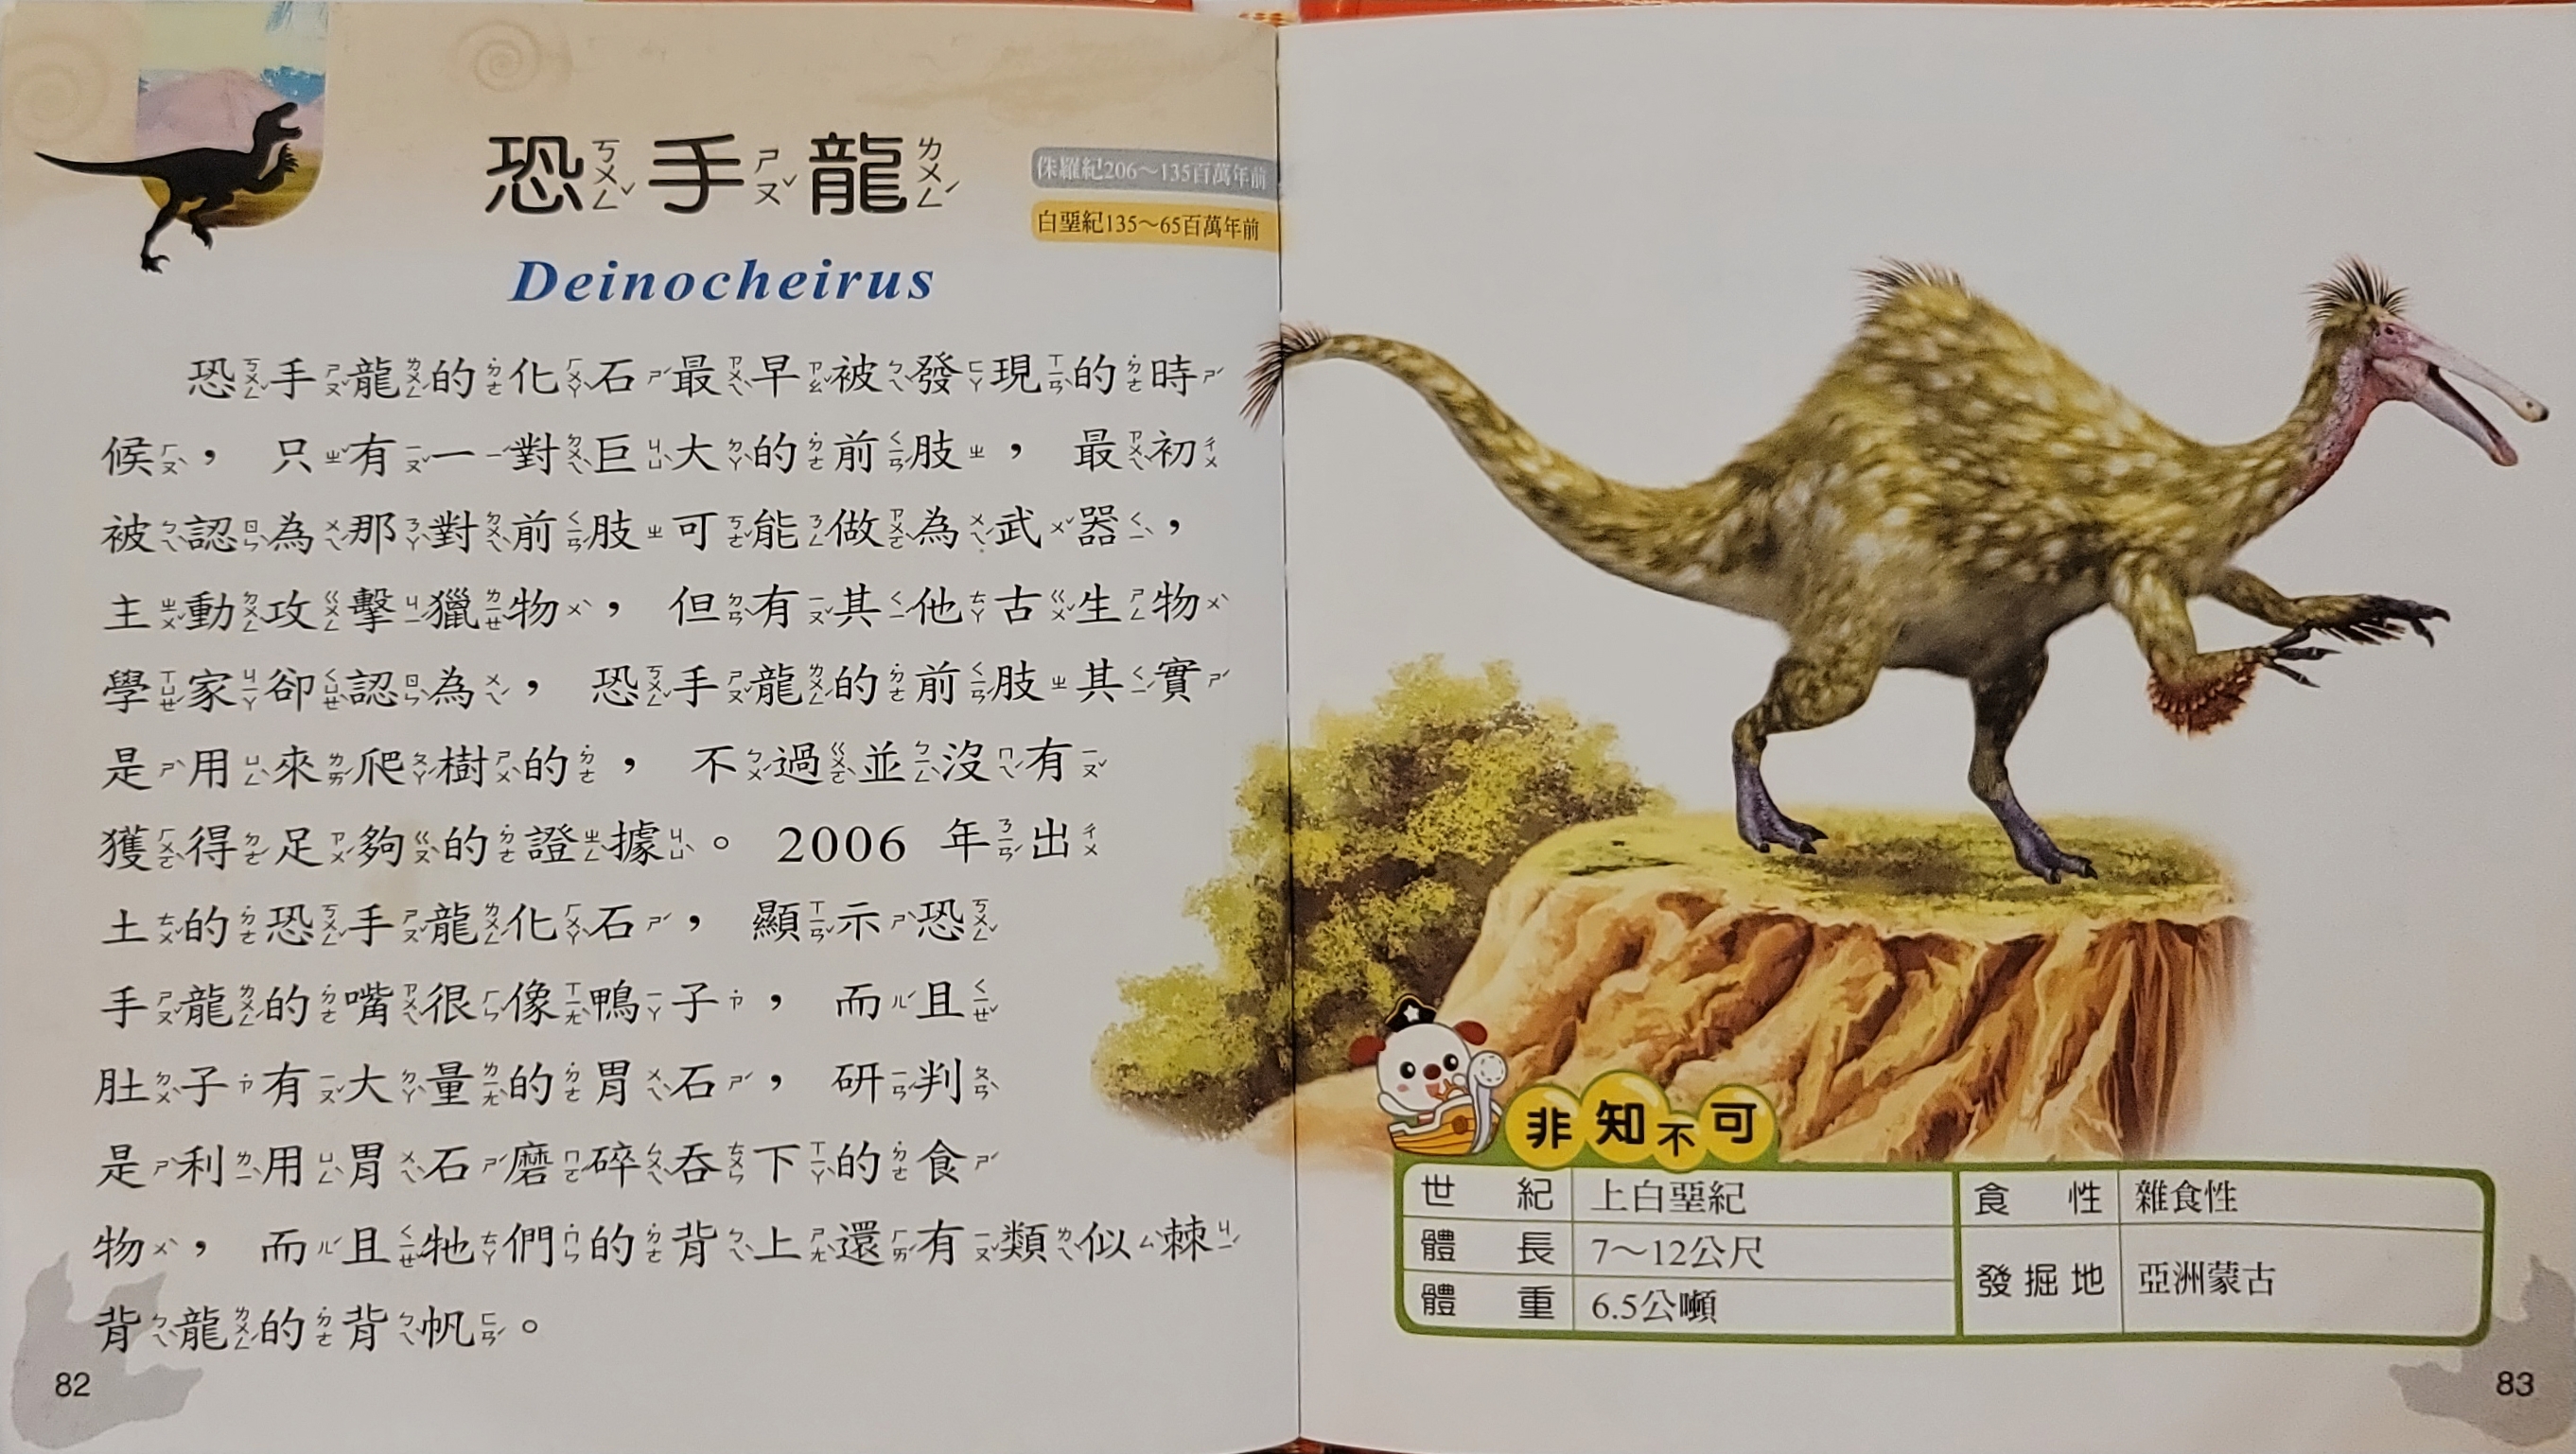 恐手龍
ㄎㄨㄥˇ ㄕㄡˇ ㄌㄨㄥˊ
侏羅紀206～135百萬年前
白堊紀135～65百萬年前
Deinocheirus
恐手龍的化石最早被發現的時
候，只有一對巨大的前肢，最初
被認為那對前肢可能做為武器，
主動攻擊獵物，但有其他古生物
學家卻認為，恐手龍的前肢其實
是用來爬樹的，不過並沒有
獲得足夠的證據。2006 年出
土的恐手龍化石，顯示恐
手龍的嘴很像鴨子，而且
肚子有大量的胃石，研判
是利用胃石磨碎吞下的食
物，而且牠們的背上還有類似棘
背龍的背帆。
82
非知不可
世紀 上白堊紀
體長 7～12公尺
體重 6.5公噸
食性 雜食性
發掘地 亞洲蒙古
83